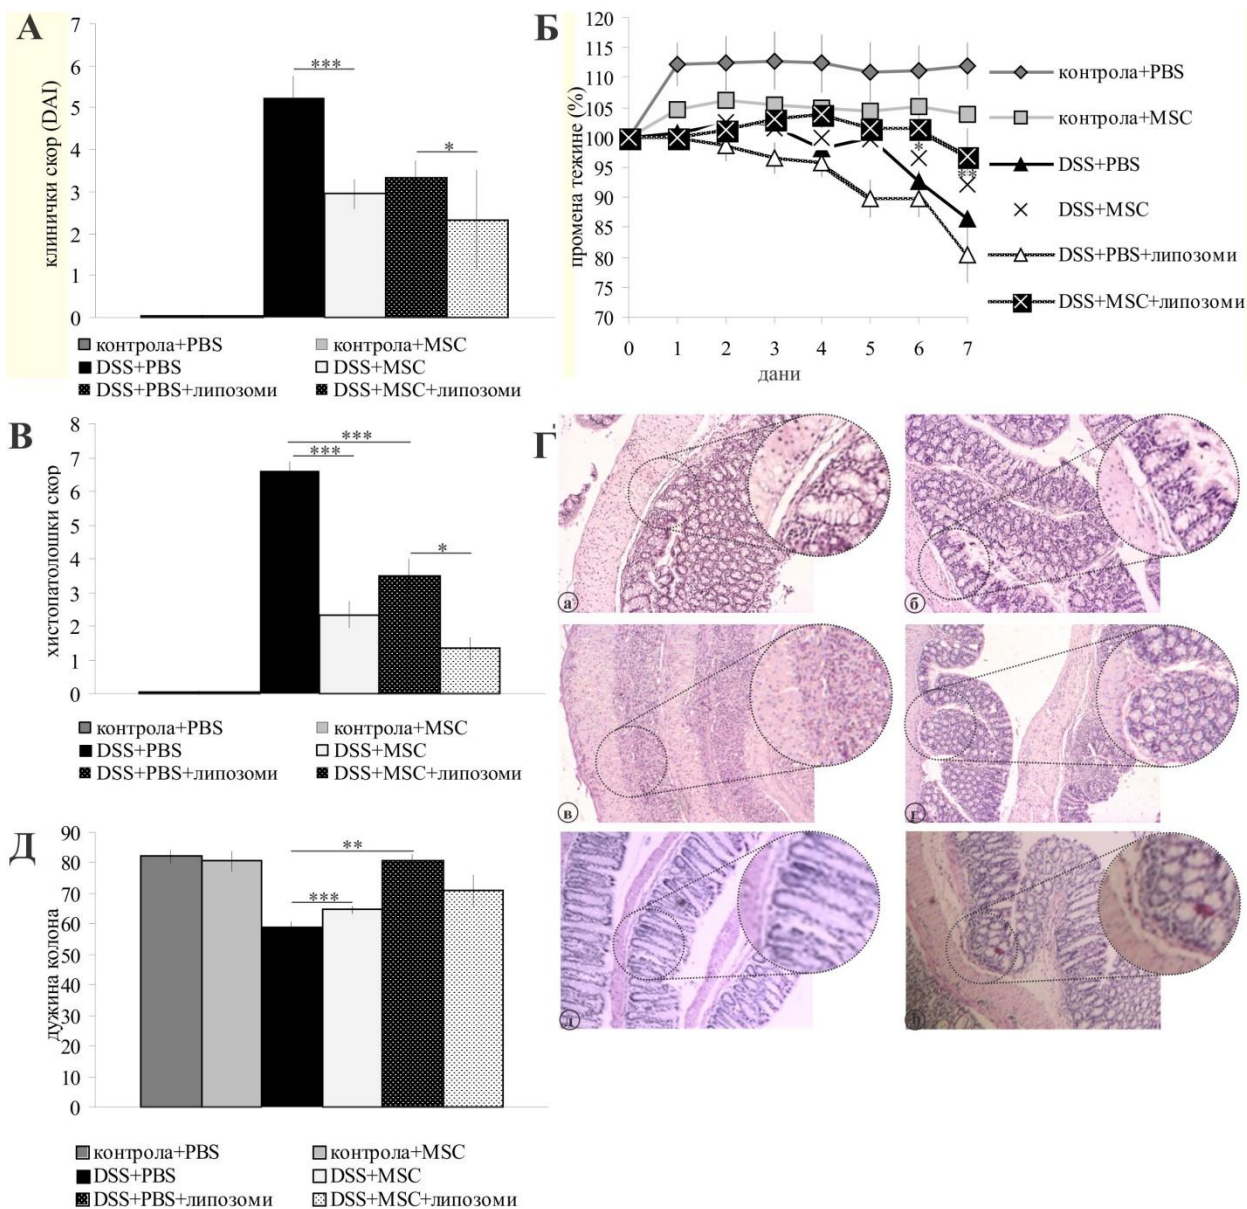 А
7
6
5
4
3
2
1
0
клинички скор (DAI)
***
*
контрола+PBS контрола+MSC
DSS+PBS DSS+MSC
DSS+PBS+липозоми DSS+MSC+липозоми
Б
120
115
110
105
100
95
90
85
80
75
70
промена тежине (%)
*
**
0 1 2 3 4 5 6 7
дани
контрола+PBS
контрола+MSC
DSS+PBS
DSS+MSC
DSS+PBS+липозоми
DSS+MSC+липозоми
В
8
7
6
5
4
3
2
1
0
хистопатолошки скор
***
***
*
контрола+PBS контрола+MSC
DSS+PBS DSS+MSC
DSS+PBS+липозоми DSS+MSC+липозоми
Г
а б
в г
д ђ
Д
90
80
70
60
50
40
30
20
10
0
дужина колона
**
***
контрола+PBS контрола+MSC
DSS+PBS DSS+MSC
DSS+PBS+липозоми DSS+MSC+липозоми